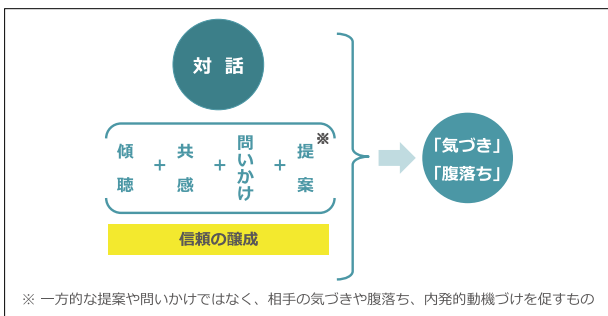 対話
傾聴 + 共感 + 問いかけ + 提案※
「気づき」
「腹落ち」
信頼の醸成
※ 一方的な提案や問いかけではなく、相手の気づきや腹落ち、内発的動機づけを促すもの